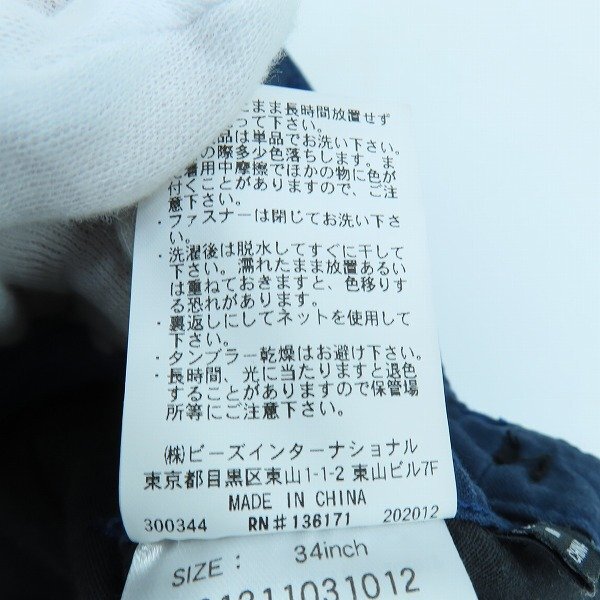 まま長時間放置せず
って下さい。
品は単品でお洗い下さい。
の際多少色落ちします。ま
着用中摩擦でほかの物に色が
付くことがありますので、ご注
意下さい。
・ファスナーは閉じてお洗い下さ
い。
・洗濯後は脱水してすぐに干して
下さい。濡れたまま放置あるい
は重ねておきますと、色移りす
る恐れがあります。
・裏返しにしてネットを使用して
下さい。
・タンブラー乾燥はお避け下さい。
・長時間、光に当たりますと退色
することがありますので保管場
所等にご注意下さい。
(株)ビーズインターナショナル
東京都目黒区東山1-1-2 東山ビル7F
MADE IN CHINA
300344 RN#136171 202012
SIZE: 34inch
1211031012